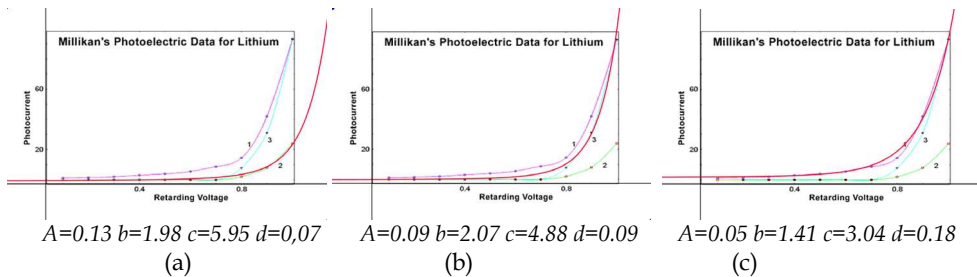 Millikan's Photoelectric Data for Lithium
Photocurrent
60
20
1
3
2
0.4
0.8
Retarding Voltage
A=0.13 b=1.98 c=5.95 d=0,07
(a)
Millikan's Photoelectric Data for Lithium
Photocurrent
60
20
1
3
2
0.4
0.8
Retarding Voltage
A=0.09 b=2.07 c=4.88 d=0.09
(b)
Millikan's Photoelectric Data for Lithium
Photocurrent
60
20
1
3
2
0.4
0.8
Retarding Voltage
A=0.05 b=1.41 c=3.04 d=0.18
(c)